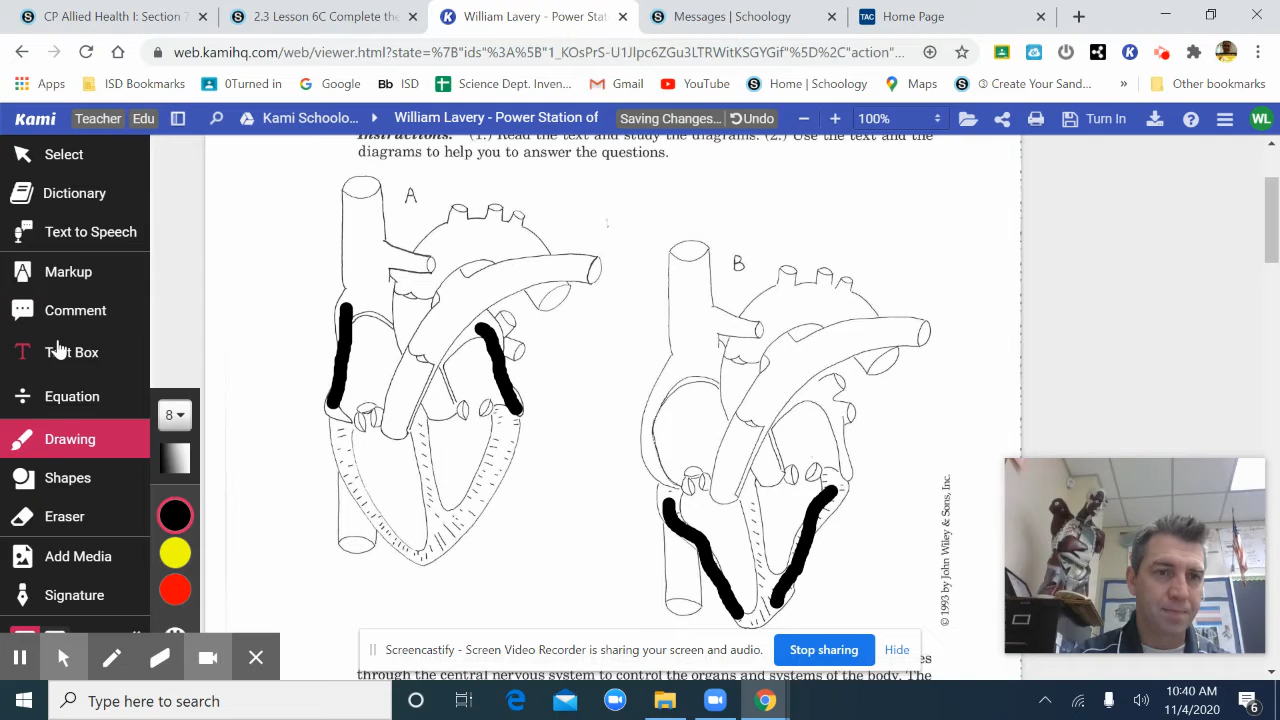 CP Allied Health I: Section 7
2.3 Lesson 6C Complete the
William Lavery - Power Stat
Messages | Schoology
Home Page
web.kamihq.com/web/viewer.html?state=%7B"ids"%3A%5B"1_KOsPrS-U1JIpc6ZGu3LTRWitKSGYGif"%5D%2C"action"
Apps
ISD Bookmarks
0Turned in
Google
Bb ISD
Science Dept. Inven...
Gmail
YouTube
Home | Schoology
Maps
① Create Your Sand...
»
Other bookmarks
Kami
Teacher
Edu
Kami Schoolo...
William Lavery - Power Station of
Saving Changes...
Undo
100%
Turn In
WL
Instructions. (1.) Read the text and study the diagrams. (2.) Use the text and the
diagrams to help you to answer the questions.
Select
Dictionary
Text to Speech
Markup
Comment
Text Box
Equation
Drawing
Shapes
Eraser
Add Media
Signature
8
A
B
© 1993 by John Wiley & Sons, Inc.
Screencastify - Screen Video Recorder is sharing your screen and audio.
Stop sharing
Hide
through the central nervous system to control the organs and systems of the body. The
Type here to search
10:40 AM
11/4/2020
6